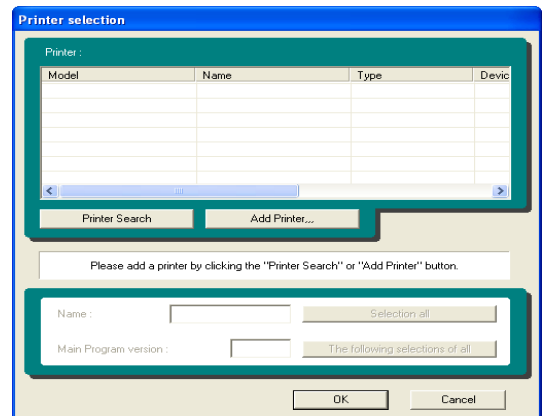 Printer selection
Printer :
Model Name Type Devic
Printer Search Add Printer,,,
Please add a printer by clicking the "Printer Search" or "Add Printer" button.
Name : Selection all
Main Program version : The following selections of all
OK Cancel